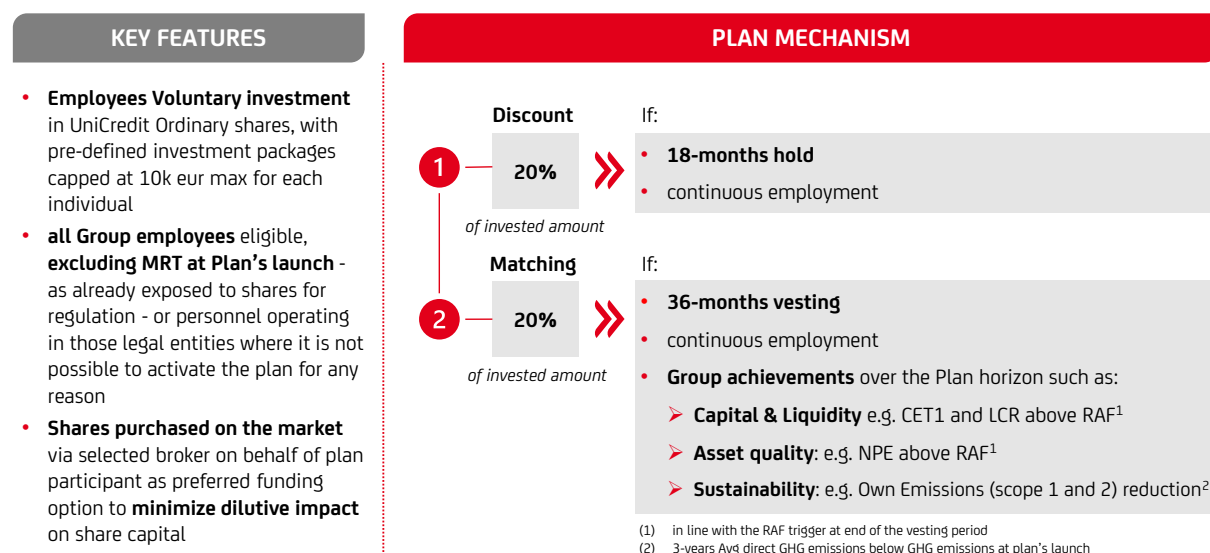 KEY FEATURES
• Employees Voluntary investment
in UniCredit Ordinary shares, with
pre-defined investment packages
capped at 10k eur max for each
individual
• all Group employees eligible,
excluding MRT at Plan’s launch -
as already exposed to shares for
regulation - or personnel operating
in those legal entities where it is not
possible to activate the plan for any
reason
• Shares purchased on the market
via selected broker on behalf of plan
participant as preferred funding
option to minimize dilutive impact
on share capital
PLAN MECHANISM
Discount
If:
1
20%
• 18-months hold
• continuous employment
of invested amount
Matching
If:
2
20%
• 36-months vesting
• continuous employment
of invested amount
• Group achievements over the Plan horizon such as:
➢ Capital & Liquidity e.g. CET1 and LCR above RAF¹
➢ Asset quality: e.g. NPE above RAF¹
➢ Sustainability: e.g. Own Emissions (scope 1 and 2) reduction²
(1) in line with the RAF trigger at end of the vesting period
(2) 3-years Avg direct GHG emissions below GHG emissions at plan’s launch